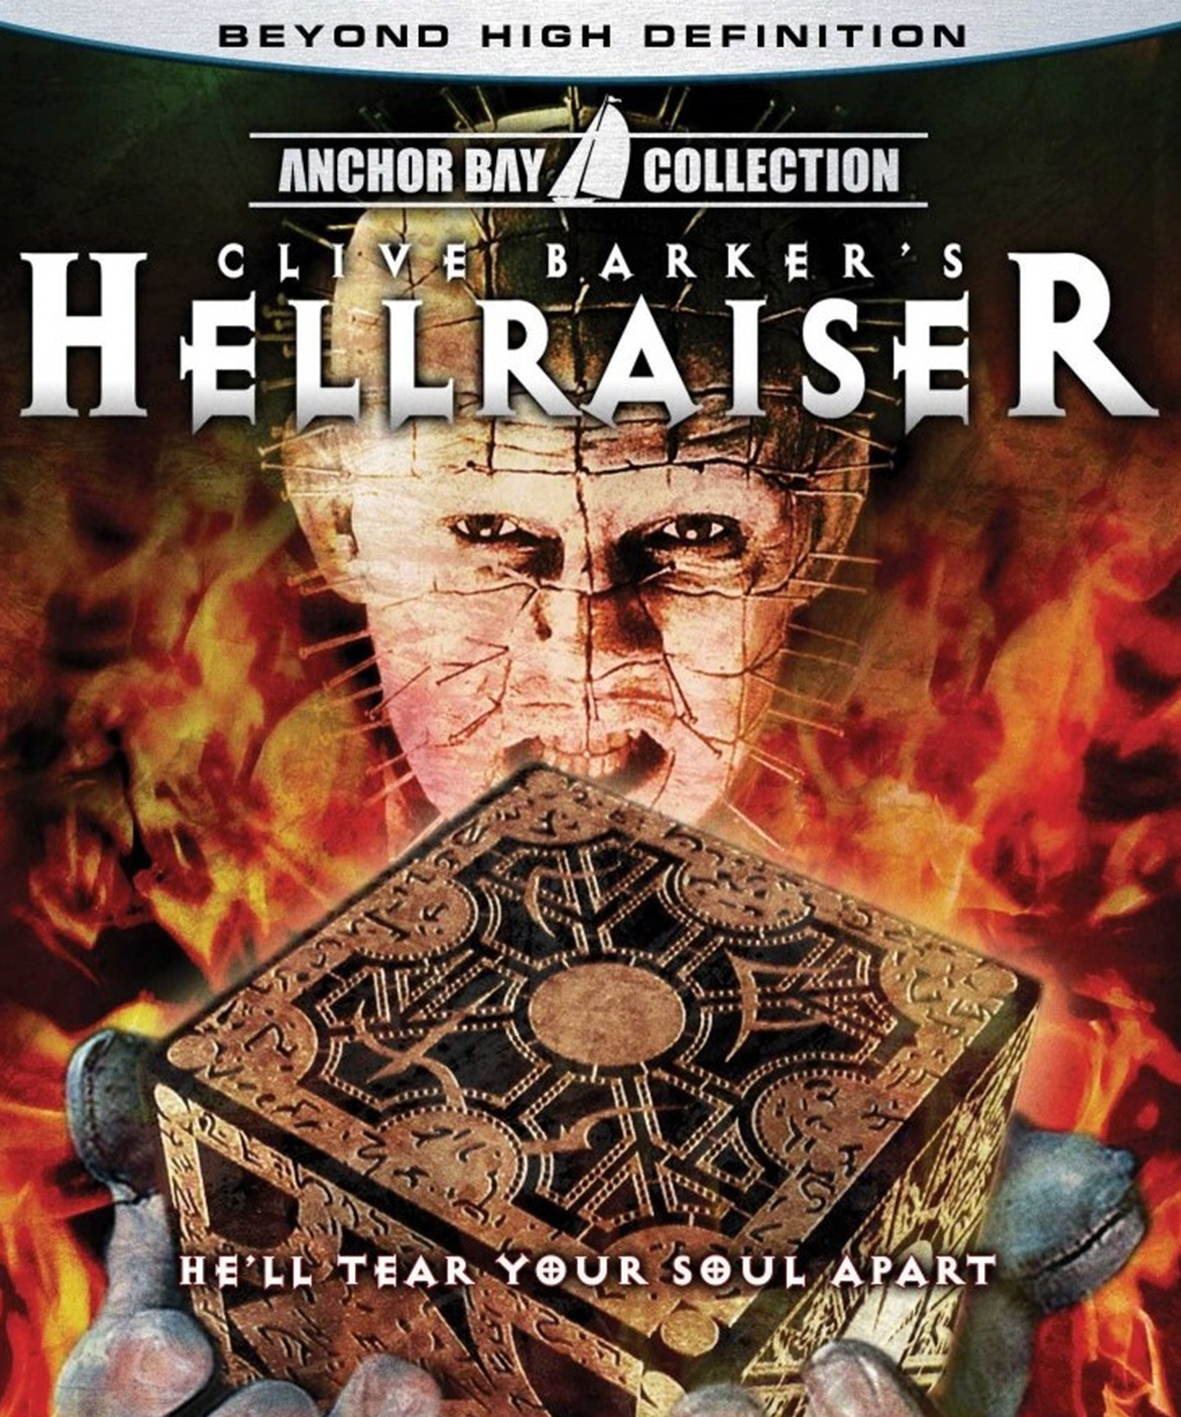 BEYOND HIGH DEFINITION
ANCHOR BAY COLLECTION
CLIVE BARKER'S
HELLRAISER
HE'LL TEAR YOUR SOUL APART